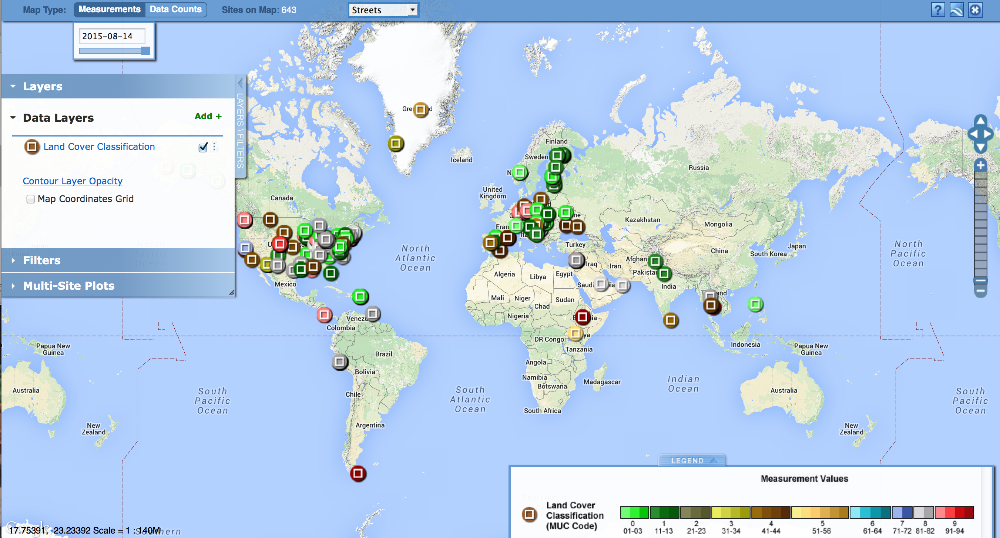 Map Type: Measurements Data Counts Sites on Map: 643 Streets ?
2015-08-14
Layers
LAYERS \ FILTERS
Data Layers Add +
Land Cover Classification
Contour Layer Opacity
Map Coordinates Grid
Filters
Multi-Site Plots
North
Pacific
Ocean
Japan
Iceland
Finland
Sweden
Russia
United
Kingdom
Canada
Kazakhstan
Mongolia
North
Atlantic
Ocean
Turkey
China
Japan
South Korea
North
Pacific
Ocean
Iraq
Iran
Algeria
Libya
Egypt
India
Mexico
Mali
Niger
Chad
Sudan
Nigeria
Colombia
DR Congo
Tanzania
Indonesia
Papua New
Guinea
Papua New
Guinea
Brazil
Angola
Bolivia
Namibia
Botswana
Madagascar
Indian
Ocean
Australia
Australia
South
Pacific
Ocean
Chile
South
Atlantic
Ocean
South Africa
South
Pacific
Ocean
Argentina
New
Zealand
New
Zealand
LEGEND
Measurement Values
Southern
Land Cover
Classification
(MUC Code)
0 1 2 3 4 5 6 7 8 9
01-03 11-13 21-23 31-34 41-44 51-56 61-64 71-72 81-82 91-94
Google
17.75391, -23.23392 Scale = 1 : 140M
Southern